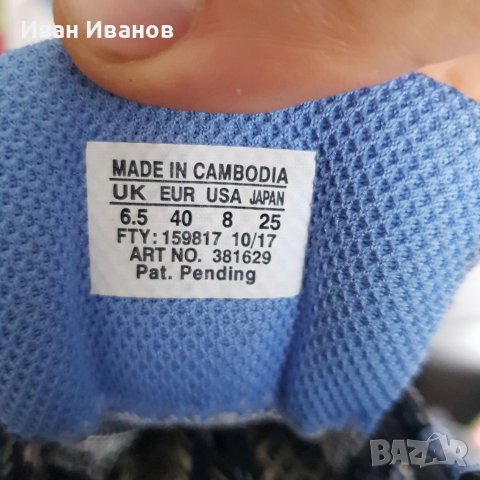 Иван Иванов
MADE IN CAMBODIA
UK EUR USA JAPAN
6.5 40 8 25
FTY: 159817 10/17
ART NO. 381629
Pat. Pending
BAZAR